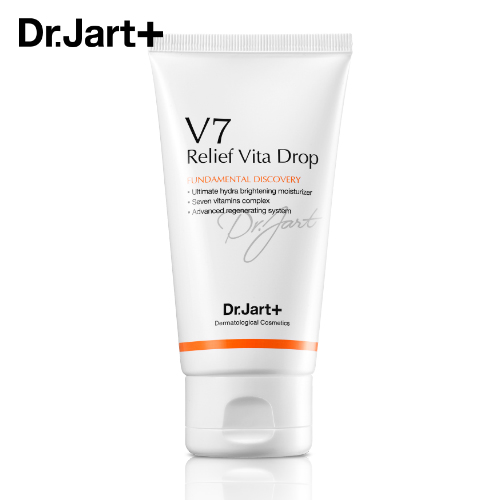 Dr.Jart+
V7
Relief Vita Drop
FUNDAMENTAL DISCOVERY
• Ultimate hydra brightening moisturizer
• Seven vitamins complex
• Advanced regenerating system
Dr.Jart
Dr.Jart+
Dermatological Cosmetics